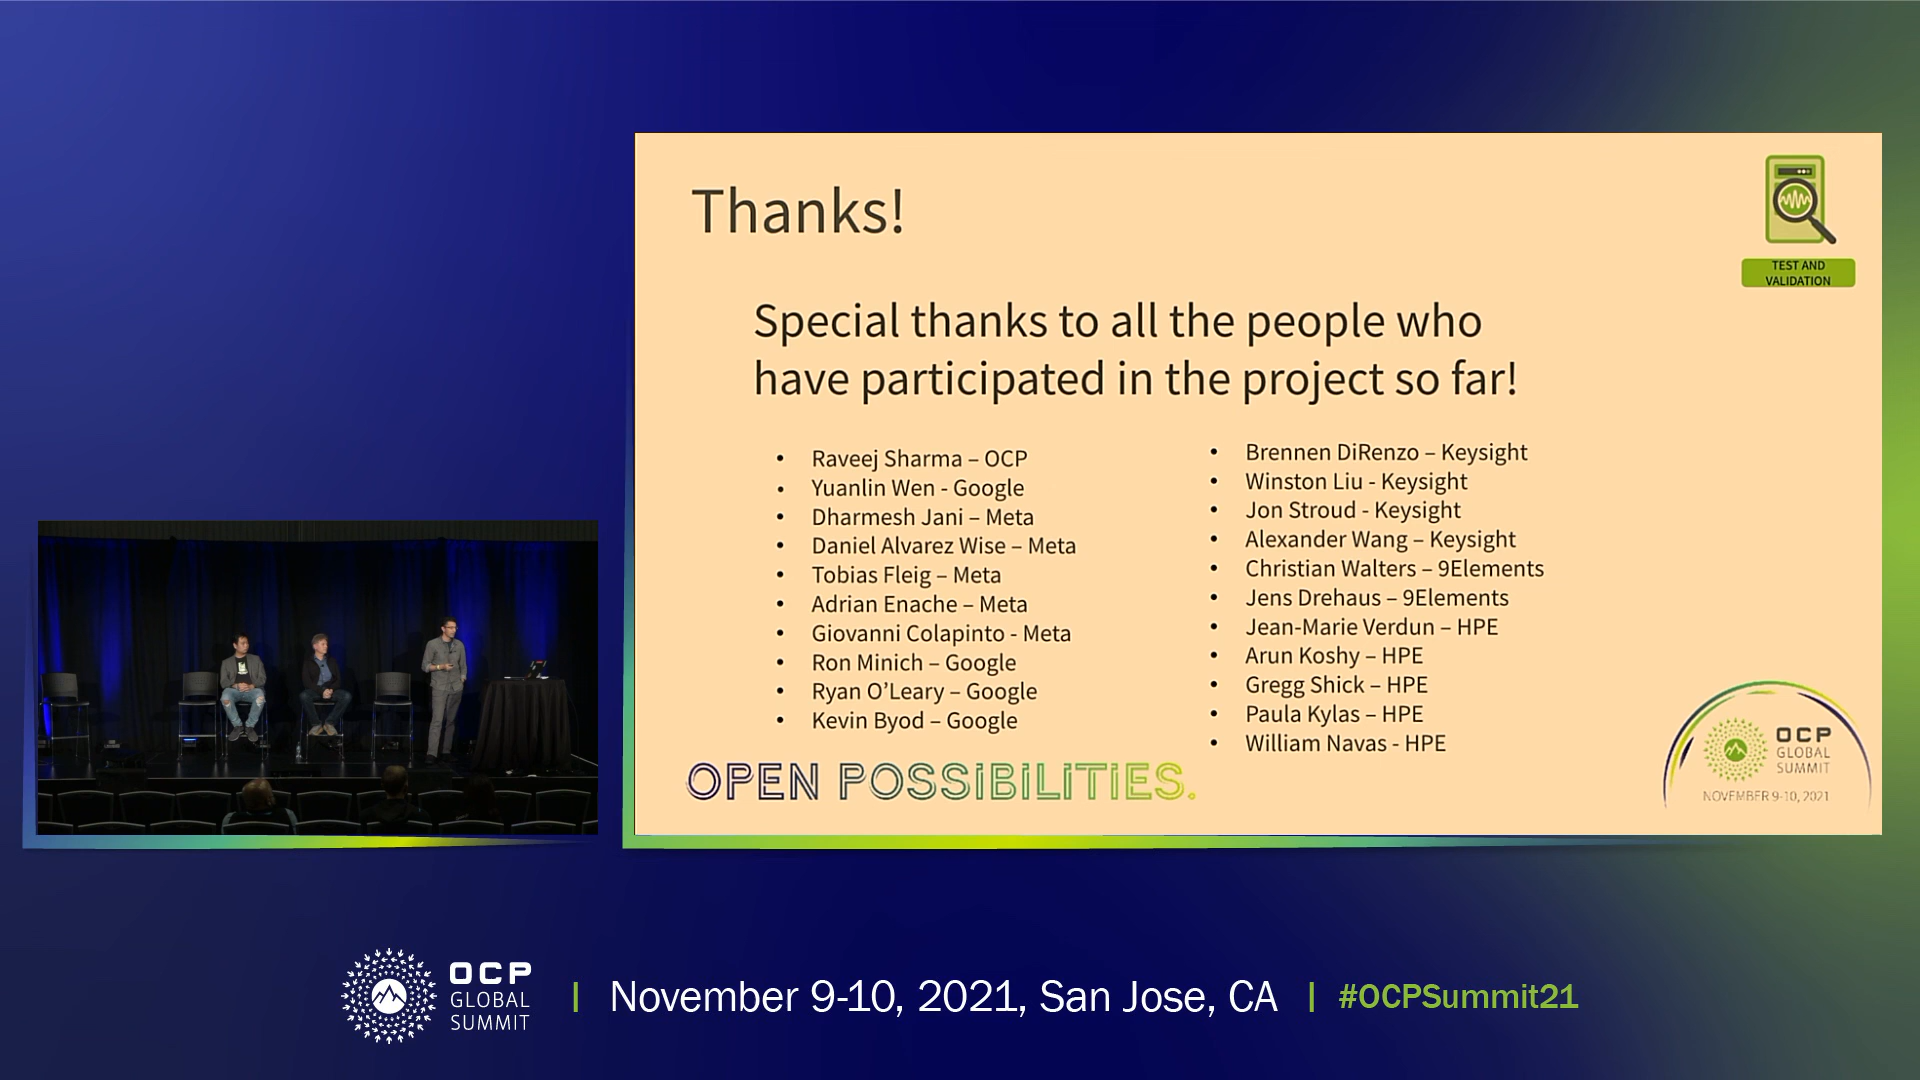 Thanks!
TEST AND
VALIDATION
Special thanks to all the people who
have participated in the project so far!
• Raveej Sharma – OCP
• Yuanlin Wen - Google
• Dharmesh Jani – Meta
• Daniel Alvarez Wise – Meta
• Tobias Fleig – Meta
• Adrian Enache – Meta
• Giovanni Colapinto - Meta
• Ron Minich – Google
• Ryan O’Leary – Google
• Kevin Byod – Google
• Brennen DiRenzo – Keysight
• Winston Liu - Keysight
• Jon Stroud - Keysight
• Alexander Wang – Keysight
• Christian Walters – 9Elements
• Jens Drehaus – 9Elements
• Jean-Marie Verdun – HPE
• Arun Koshy – HPE
• Gregg Shick – HPE
• Paula Kylas – HPE
• William Navas - HPE
OPEN POSSIBILITIES.
OCP
GLOBAL
SUMMIT
NOVEMBER 9-10, 2021
OCP
GLOBAL
SUMMIT
| November 9-10, 2021, San Jose, CA | #OCPSummit21